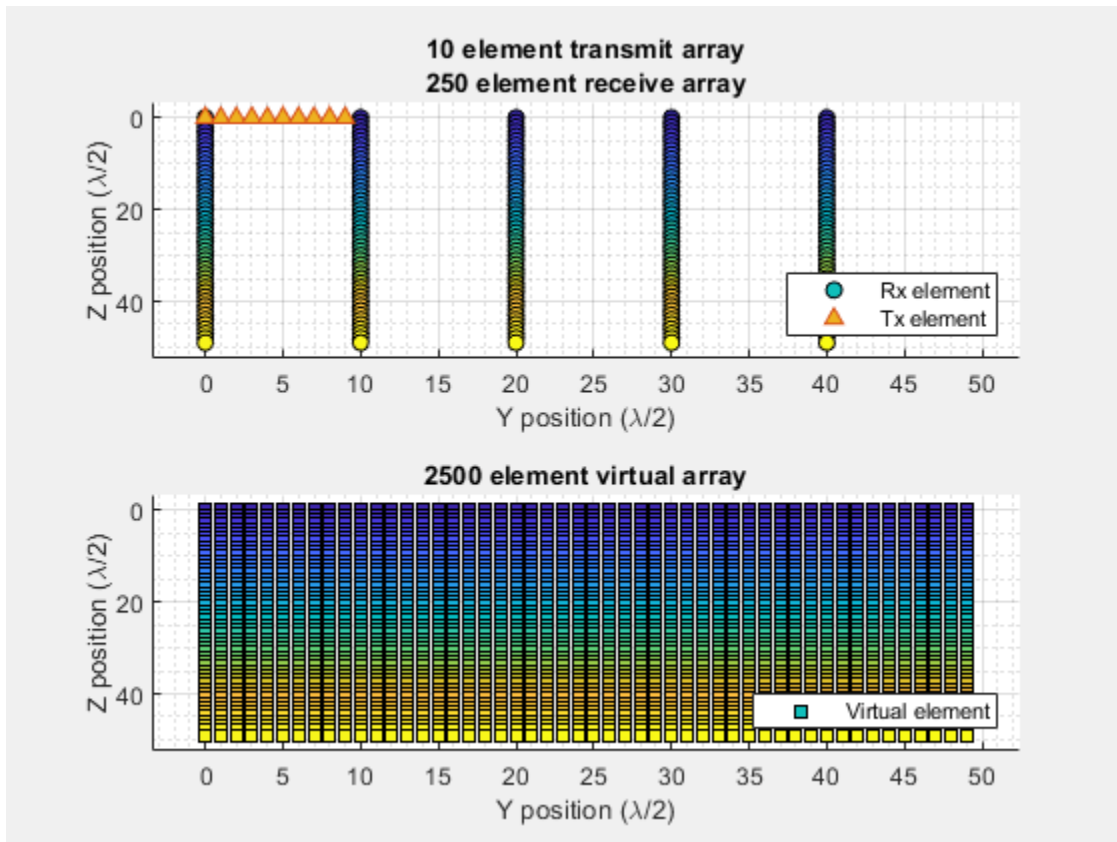 10 element transmit array
250 element receive array
0
20
40
Z position (λ/2)
Rx element
Tx element
0 5 10 15 20 25 30 35 40 45 50
Y position (λ/2)
2500 element virtual array
0
20
40
Z position (λ/2)
Virtual element
0 5 10 15 20 25 30 35 40 45 50
Y position (λ/2)